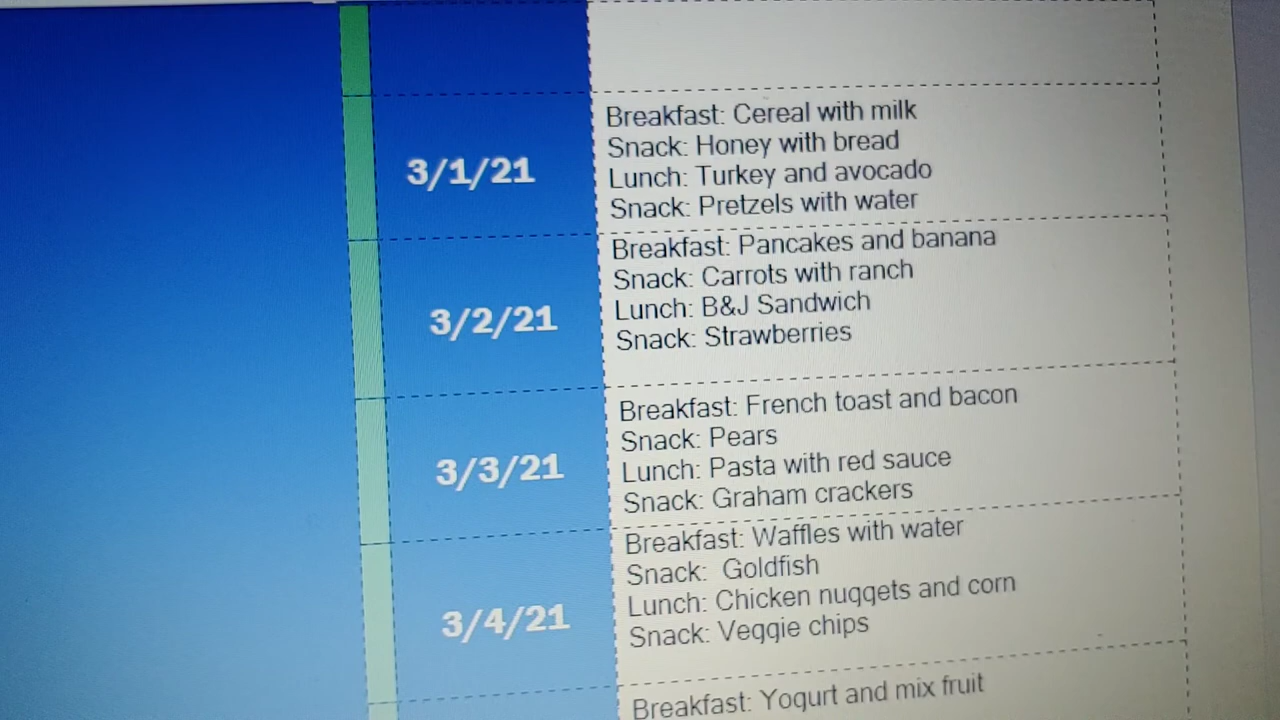 3/1/21
Breakfast: Cereal with milk
Snack: Honey with bread
Lunch: Turkey and avocado
Snack: Pretzels with water
3/2/21
Breakfast: Pancakes and banana
Snack: Carrots with ranch
Lunch: B&J Sandwich
Snack: Strawberries
3/3/21
Breakfast: French toast and bacon
Snack: Pears
Lunch: Pasta with red sauce
Snack: Graham crackers
3/4/21
Breakfast: Waffles with water
Snack: Goldfish
Lunch: Chicken nuggets and corn
Snack: Veggie chips
Breakfast: Yogurt and mix fruit